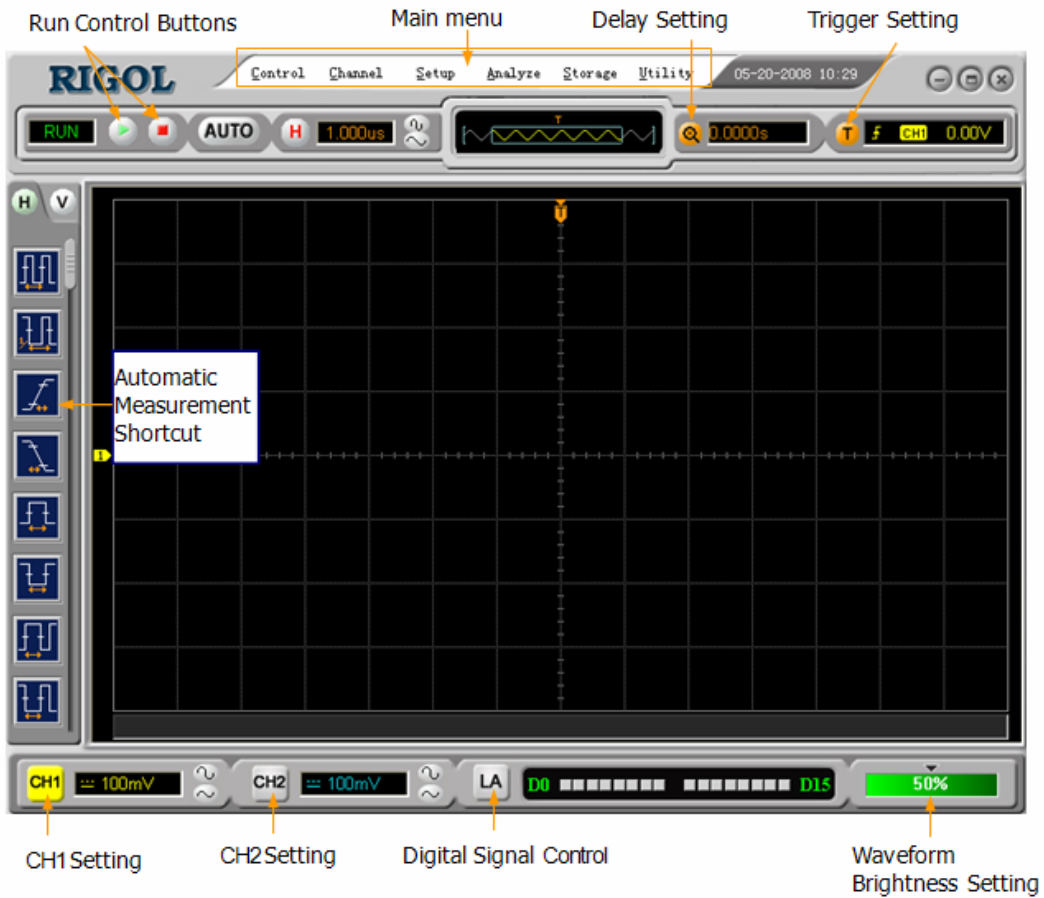 Run Control Buttons
Main menu
Delay Setting
Trigger Setting
RIGOL
Control Channel Setup Analyze Storage Utility
05-20-2008 10:29
RUN
AUTO
H
1.000us
T
0.0000s
T
CH1
0.00V
H
V
T
Automatic
Measurement
Shortcut
1
CH1
100mV
CH2
100mV
LA
D0
D15
50%
CH1 Setting
CH2 Setting
Digital Signal Control
Waveform
Brightness Setting